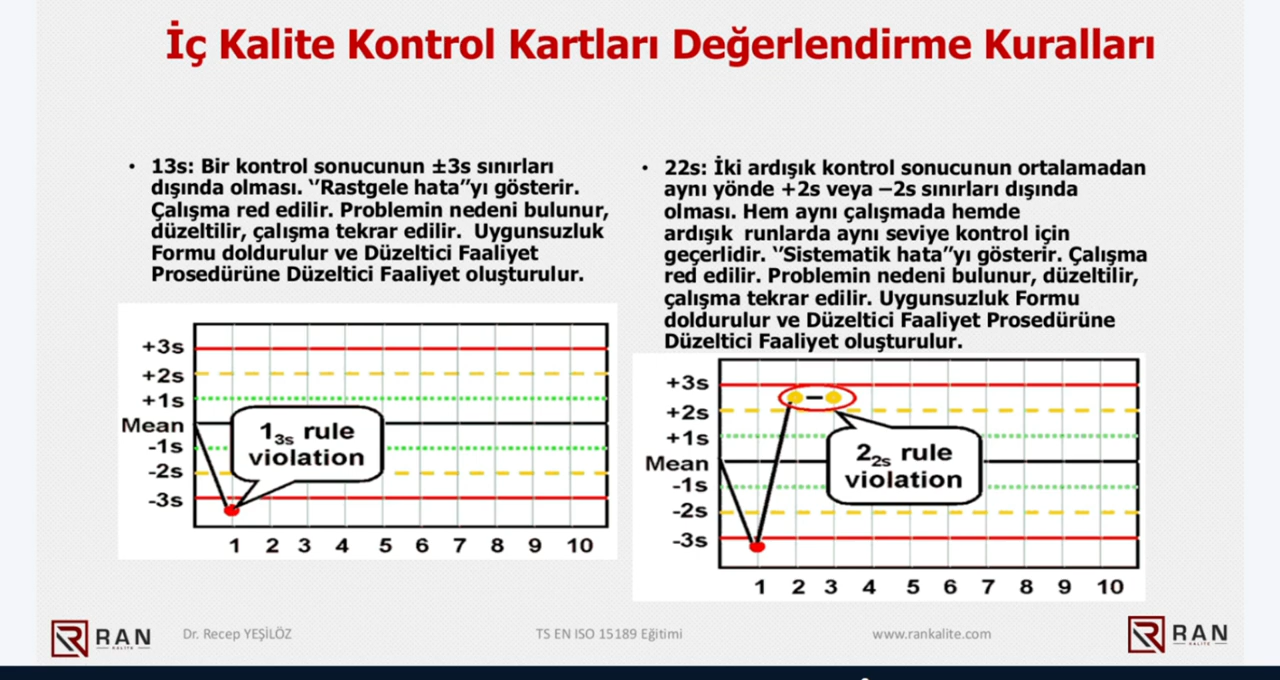 İç Kalite Kontrol Kartları Değerlendirme Kuralları
• 13s: Bir kontrol sonucunun ±3s sınırları
dışında olması. ‘’Rastgele hata’’yı gösterir.
Çalışma red edilir. Problemin nedeni bulunur,
düzeltilir, çalışma tekrar edilir. Uygunsuzluk
Formu doldurulur ve Düzeltici Faaliyet
Prosedürüne Düzeltici Faaliyet oluşturulur.
+3s
+2s
+1s
Mean
-1s
-2s
-3s
13s rule
violation
1 2 3 4 5 6 7 8 9 10
• 22s: İki ardışık kontrol sonucunun ortalamadan
aynı yönde +2s veya –2s sınırları dışında
olması. Hem aynı çalışmada hemde
ardışık runlarda aynı seviye kontrol için
geçerlidir. ‘’Sistematik hata’’yı gösterir. Çalışma
red edilir. Problemin nedeni bulunur, düzeltilir,
çalışma tekrar edilir. Uygunsuzluk Formu
doldurulur ve Düzeltici Faaliyet Prosedürüne
Düzeltici Faaliyet oluşturulur.
+3s
+2s
+1s
Mean
-1s
-2s
-3s
22s rule
violation
1 2 3 4 5 6 7 8 9 10
RAN
KALİTE
Dr. Recep YEŞİLÖZ
TS EN ISO 15189 Eğitimi
www.rankalite.com
RAN
KALİTE